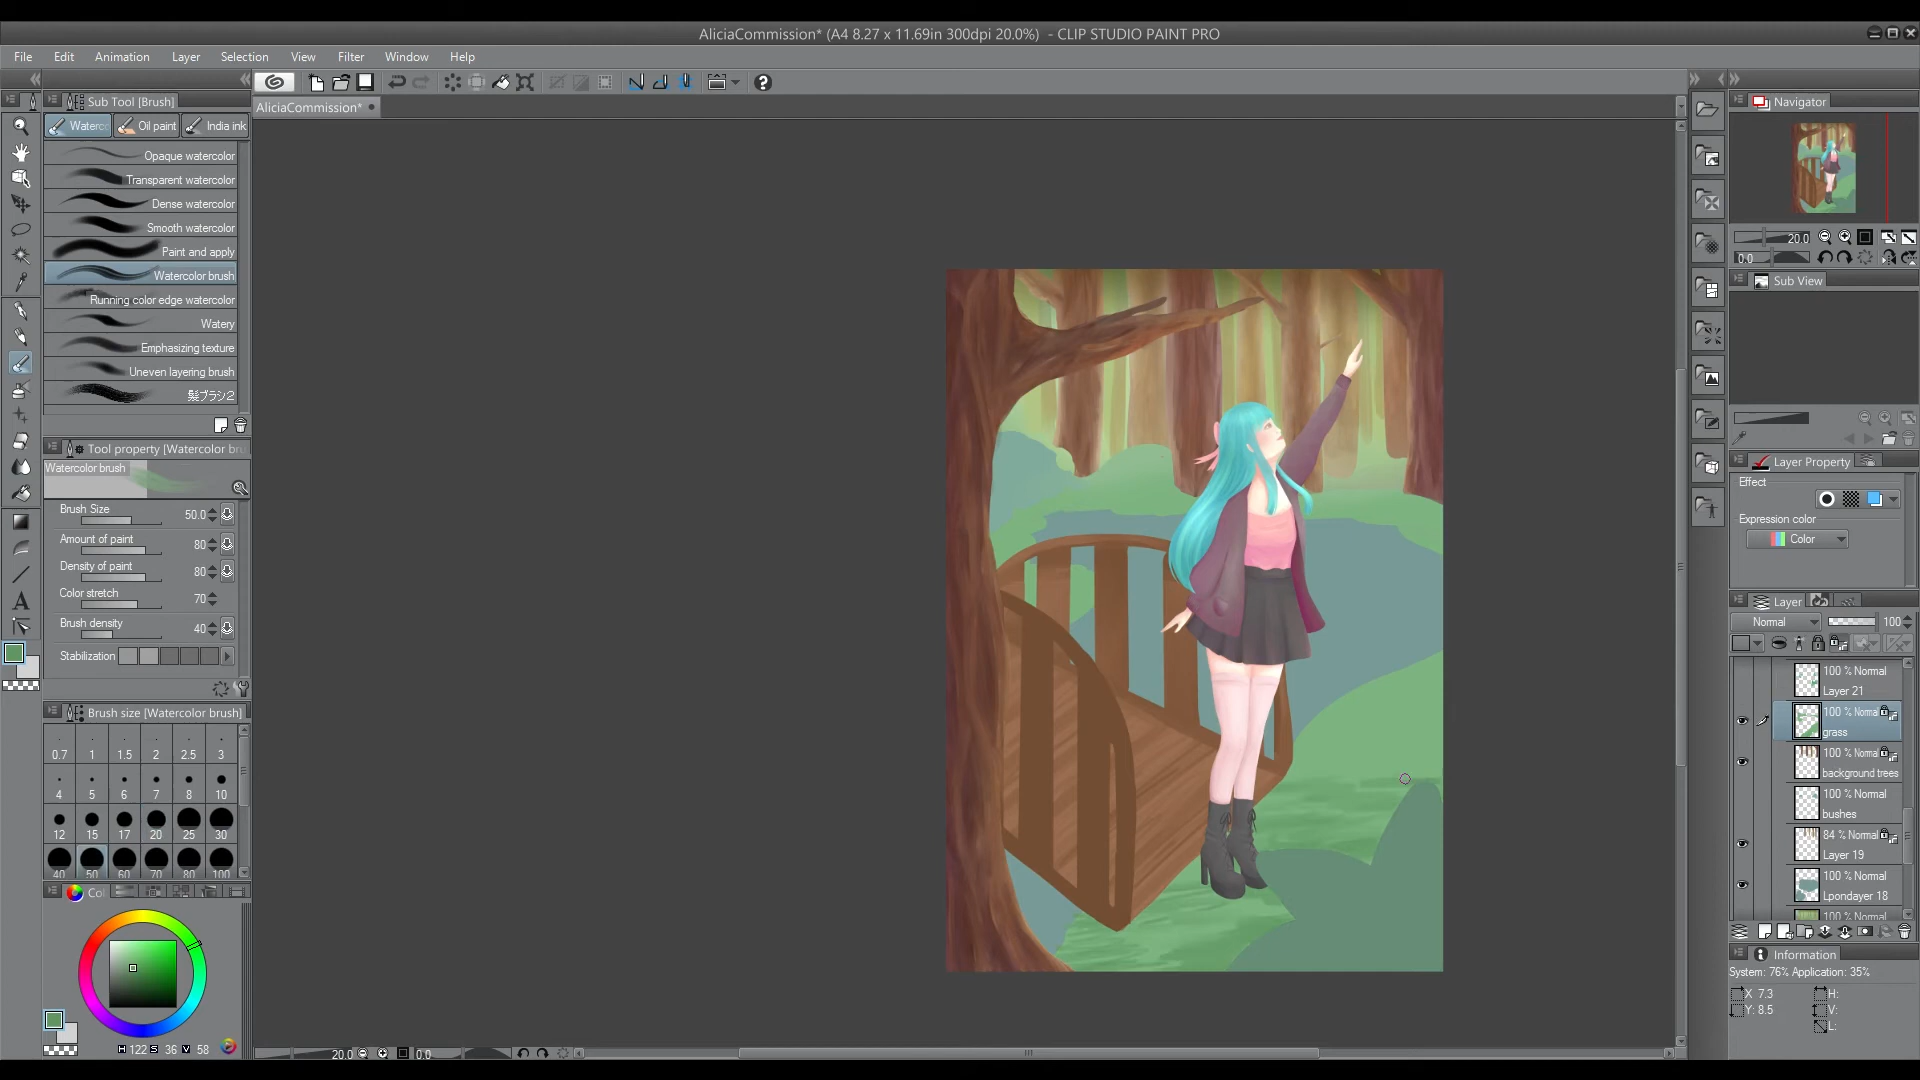 AliciaCommission* (A4 8.27 x 11.69in 300dpi 20.0%) - CLIP STUDIO PAINT PRO
File Edit Animation Layer Selection View Filter Window Help
Sub Tool [Brush]
AliciaCommission*
Navigator
Waterc Oil paint India ink
Opaque watercolor
Transparent watercolor
Dense watercolor
Smooth watercolor
Paint and apply
Watercolor brush
Running color edge watercolor
Watery
Emphasizing texture
Uneven layering brush
髪ブラシ2
Tool property [Watercolor bru
Watercolor brush
Brush Size 50.0
Amount of paint 80
Density of paint 80
Color stretch 70
Brush density 40
Stabilization
Brush size [Watercolor brush]
0.7 1 1.5 2 2.5 3
4 5 6 7 8 10
12 15 17 20 25 30
40 50 60 70 80 100
Co
H 122 S 36 V 58
20.0 0.0
20.0
0.0
Sub View
Layer Property
Effect
Expression color
Color
Layer
Normal 100
100 % Normal
Layer 21
100 % Norma
grass
100 % Norma
background trees
100 % Normal
bushes
84 % Normal
Layer 19
100 % Normal
Lpondayer 18
100 % Normal
Information
System: 76% Application: 35%
X 7.3 H:
Y: 8.5 V:
L: